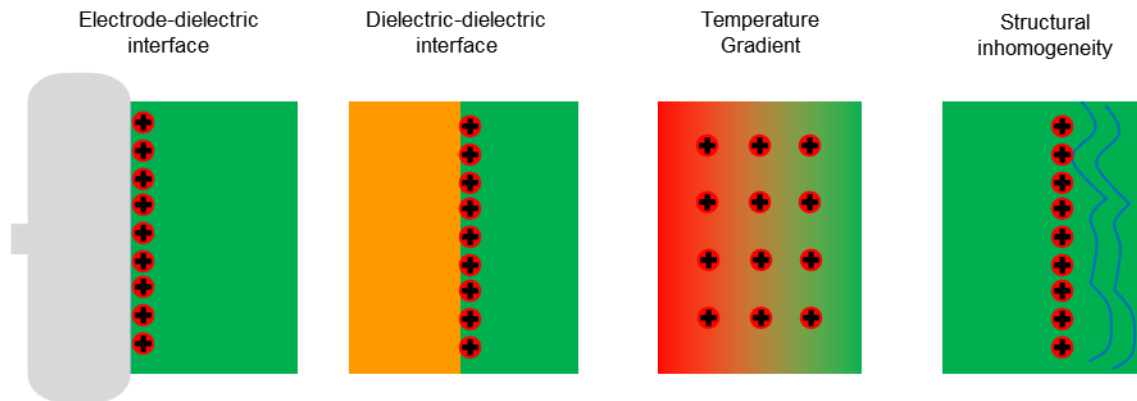 Electrode-dielectric
interface
Dielectric-dielectric
interface
Temperature
Gradient
Structural
inhomogeneity